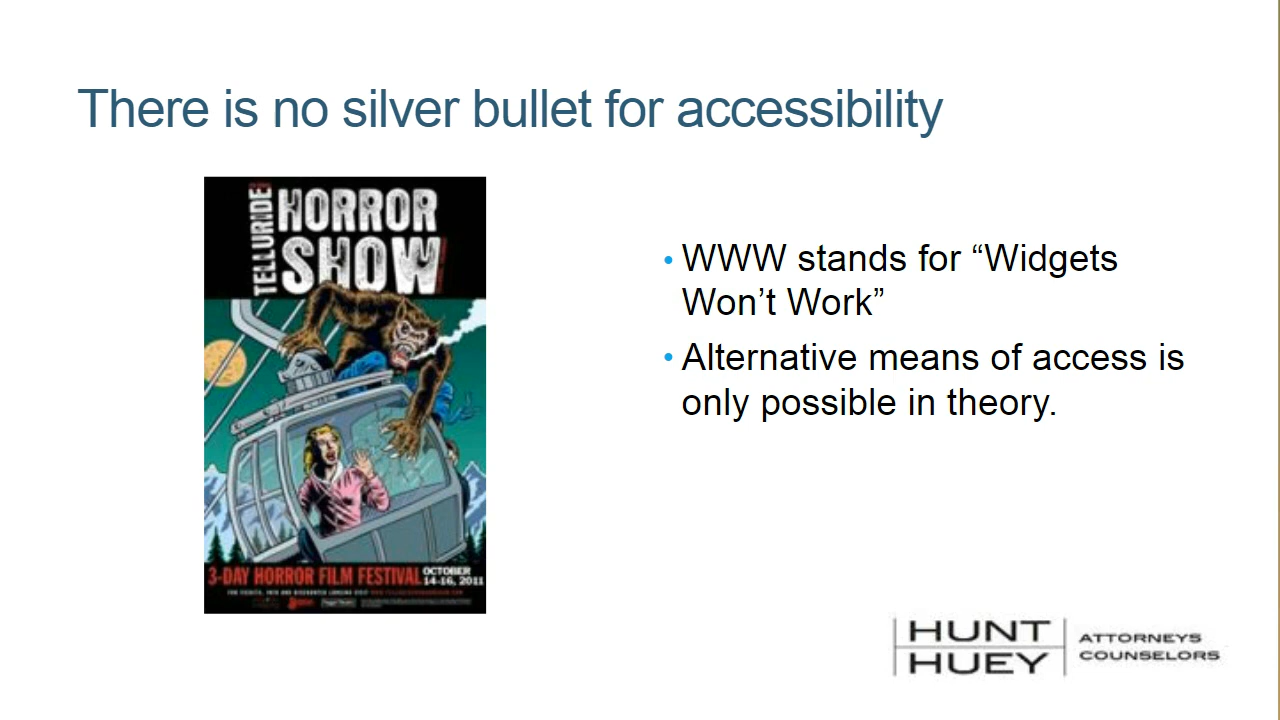 There is no silver bullet for accessibility
TELLURIDE
HORROR
SHOW
3-DAY HORROR FILM FESTIVAL
OCTOBER
14-16, 2011
• WWW stands for “Widgets
Won’t Work”
• Alternative means of access is
only possible in theory.
HUNT
HUEY
ATTORNEYS
COUNSELORS